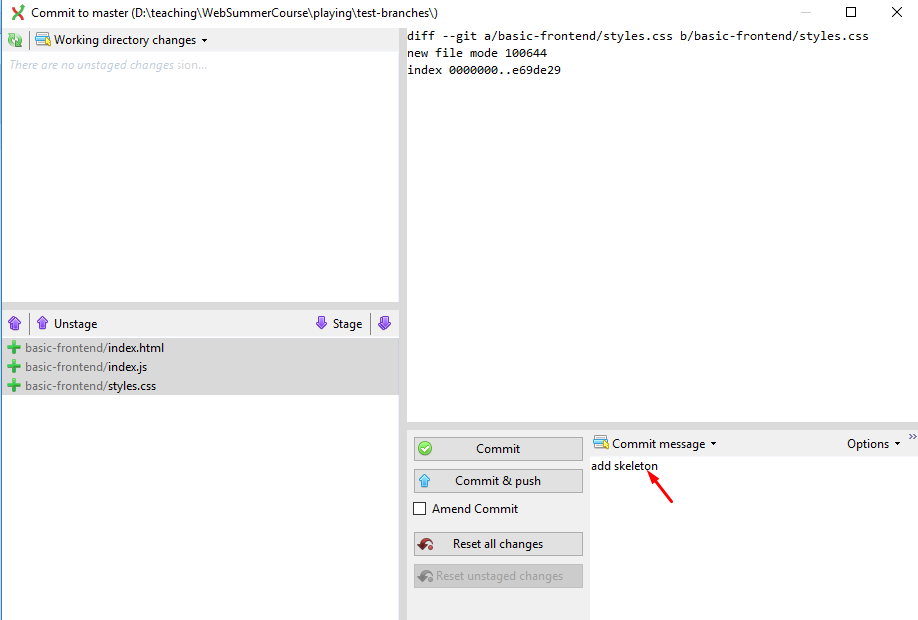 Commit to master (D:\teaching\WebSummerCourse\playing\test-branches\)
Working directory changes
There are no unstaged changes sion...
Unstage
Stage
basic-frontend/index.html
basic-frontend/index.js
basic-frontend/styles.css
diff --git a/basic-frontend/styles.css b/basic-frontend/styles.css
new file mode 100644
index 0000000..e69de29
Commit
Commit & push
Amend Commit
Reset all changes
Reset unstaged changes
Commit message
Options
add skeleton